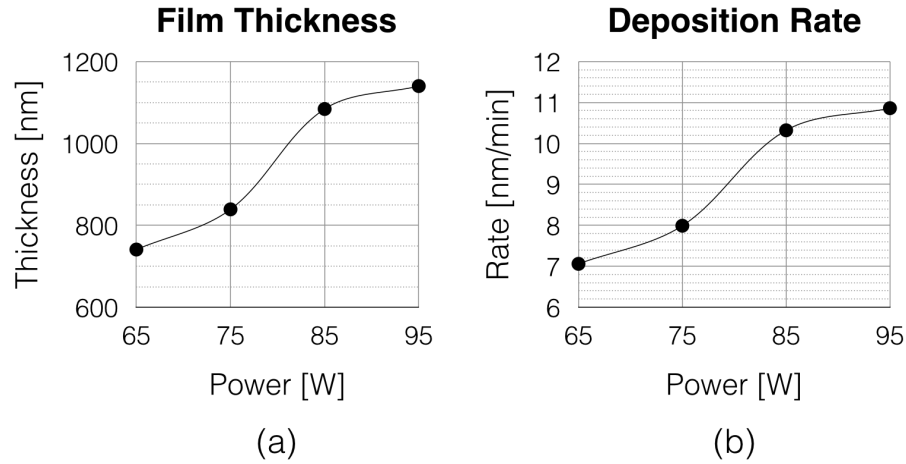 Film Thickness
Thickness [nm]
1200
1000
800
600
65 75 85 95
Power [W]
(a)
Deposition Rate
Rate [nm/min]
12
11
10
9
8
7
6
65 75 85 95
Power [W]
(b)